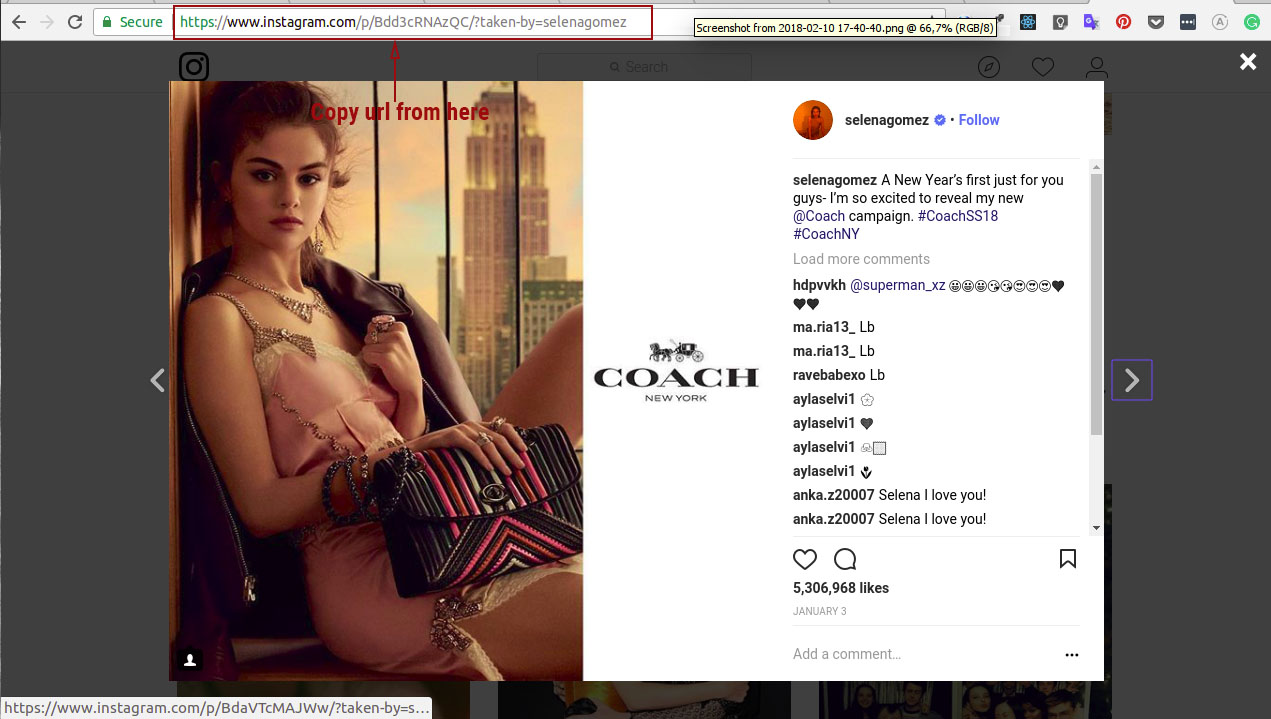 Secure https://www.instagram.com/p/Bdd3cRNAzQC/?taken-by=selenagomez
Screenshot from 2018-02-10 17-40-40.png @ 66,7% (RGB/8)
Search
Copy url from here
selenagomez • Follow
selenagomez A New Year’s first just for you
guys- I’m so excited to reveal my new
@Coach campaign. #CoachSS18
#CoachNY
Load more comments
hdpvvkh @superman_xz 😀😀😀😘😘😍😍😍♥
♥♥
ma.ria13_ Lb
ma.ria13_ Lb
ravebabexo Lb
aylaselvi1
aylaselvi1 ♥
aylaselvi1
aylaselvi1
anka.z20007 Selena I love you!
anka.z20007 Selena I love you!
COACH
NEW YORK
5,306,968 likes
JANUARY 3
Add a comment…
https://www.instagram.com/p/BdaVTcMAJWw/?taken-by=s…